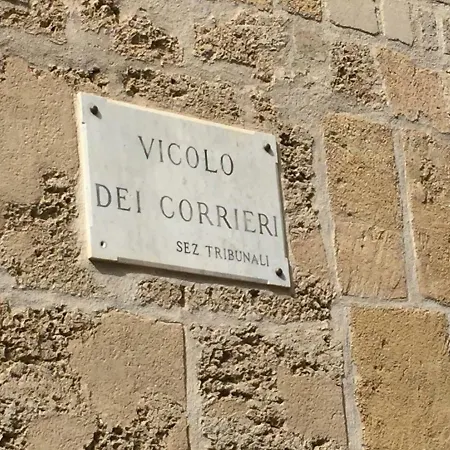 VICOLO
DEI CORRIERI
SEZ TRIBUNALI